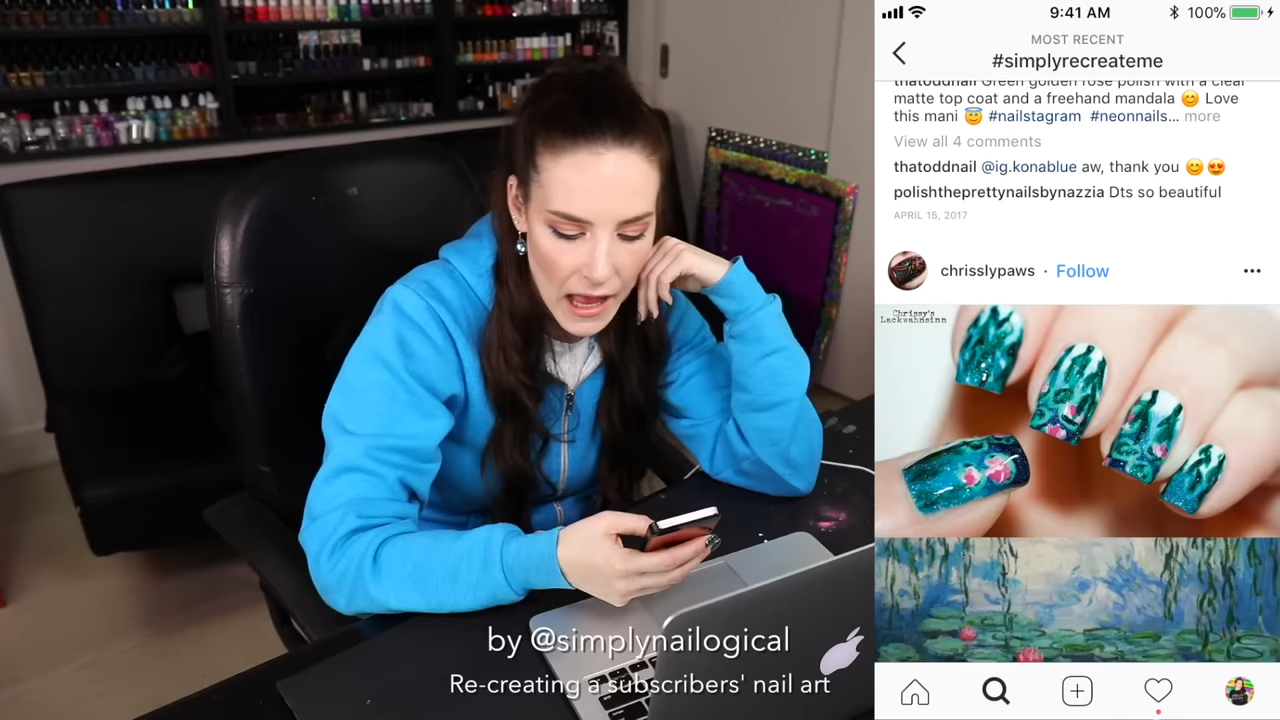 9:41 AM
100%
MOST RECENT
#simplyrecreateme
thatoddnail Green golden rose polish with a clear
matte top coat and a freehand mandala 😊 Love
this mani 😇 #nailstagram #neonnails... more
View all 4 comments
thatoddnail @ig.konablue aw, thank you 😊😍
polishtheprettynailsbynazzia Dts so beautiful
APRIL 15, 2017
chrisslypaws · Follow
Chrissy's
Lackwahnsinn
by @simplynailogical
Re-creating a subscribers' nail art